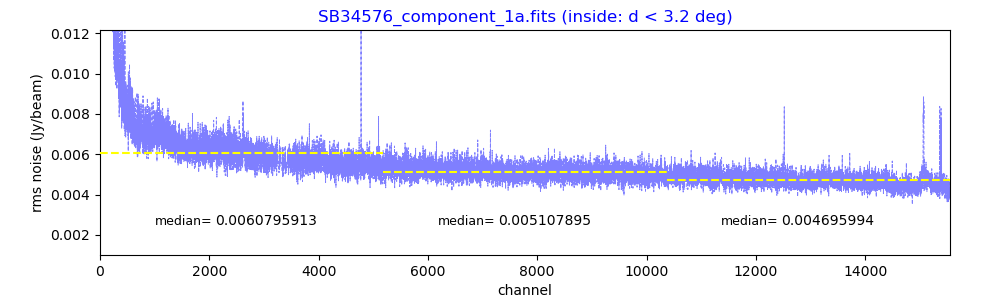 SB34576_component_1a.fits (inside: d < 3.2 deg)
0.012
0.010
0.008
0.006
0.004
0.002
rms noise (Jy/beam)
median= 0.0060795913
median= 0.005107895
median= 0.004695994
0 2000 4000 6000 8000 10000 12000 14000
channel